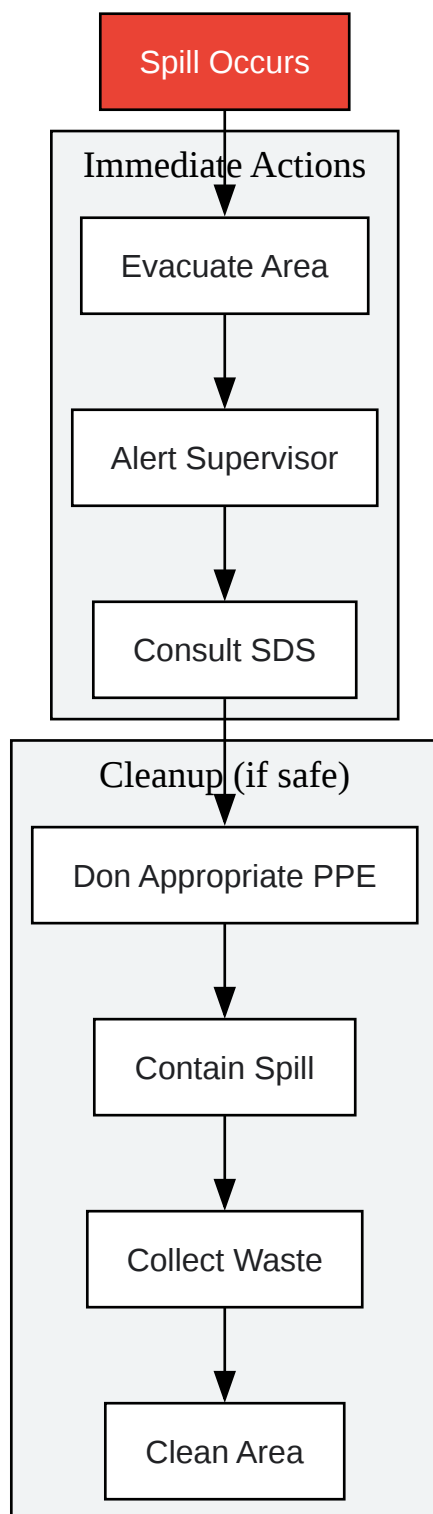 Spill Occurs
Immediate Actions
Evacuate Area
Alert Supervisor
Consult SDS
Cleanup (if safe)
Don Appropriate PPE
Contain Spill
Collect Waste
Clean Area